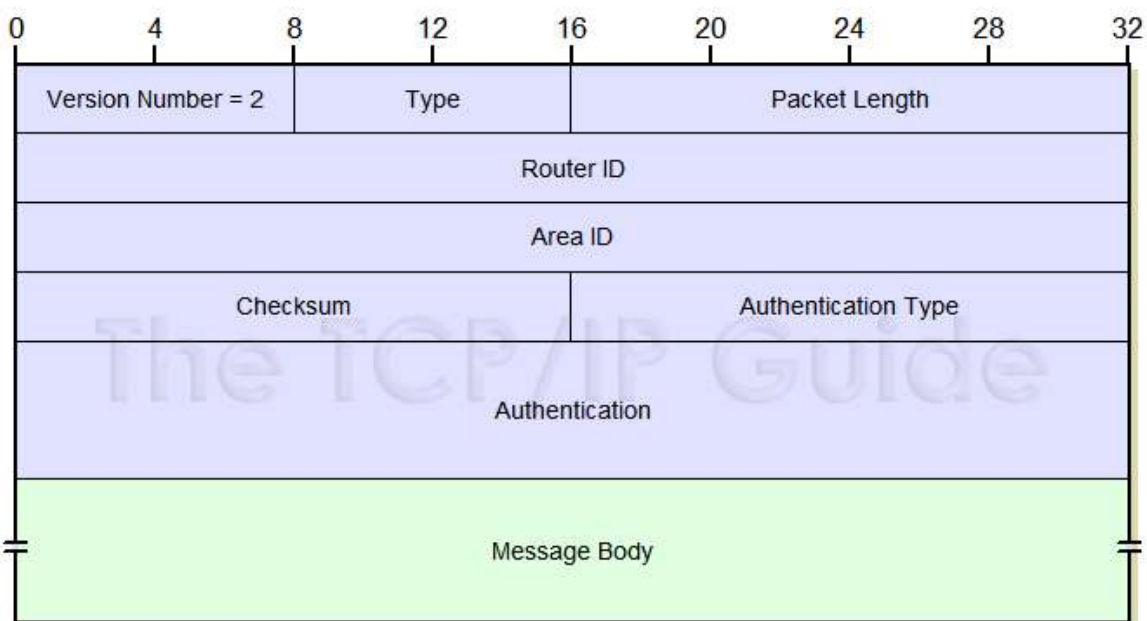 0 4 8 12 16 20 24 28 32
Version Number = 2 Type Packet Length
Router ID
Area ID
Checksum Authentication Type
The TCP/IP Guide
Authentication
Message Body